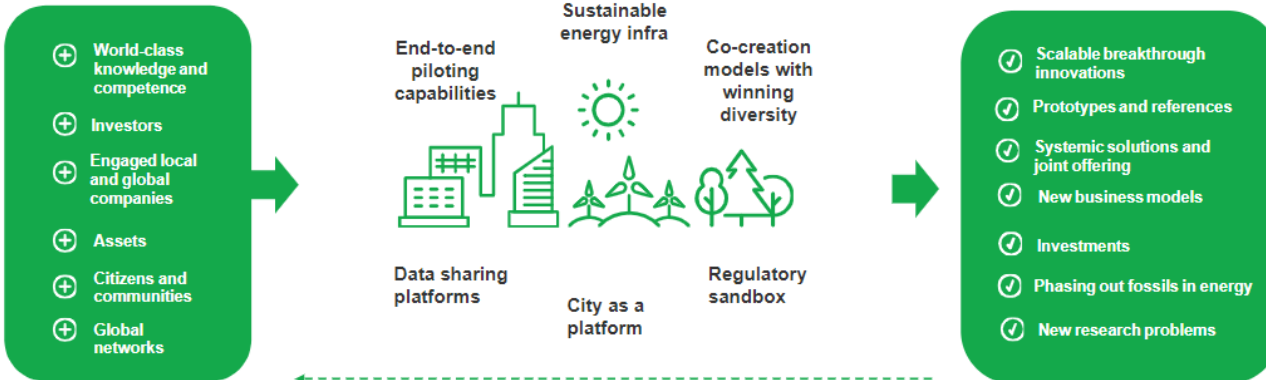 World-class
knowledge and
competence
Investors
Engaged local
and global
companies
Assets
Citizens and
communities
Global
networks
End-to-end
piloting
capabilities
Sustainable
energy infra
Co-creation
models with
winning
diversity
Data sharing
platforms
City as a
platform
Regulatory
sandbox
Scalable breakthrough
innovations
Prototypes and references
Systemic solutions and
joint offering
New business models
Investments
Phasing out fossils in energy
New research problems